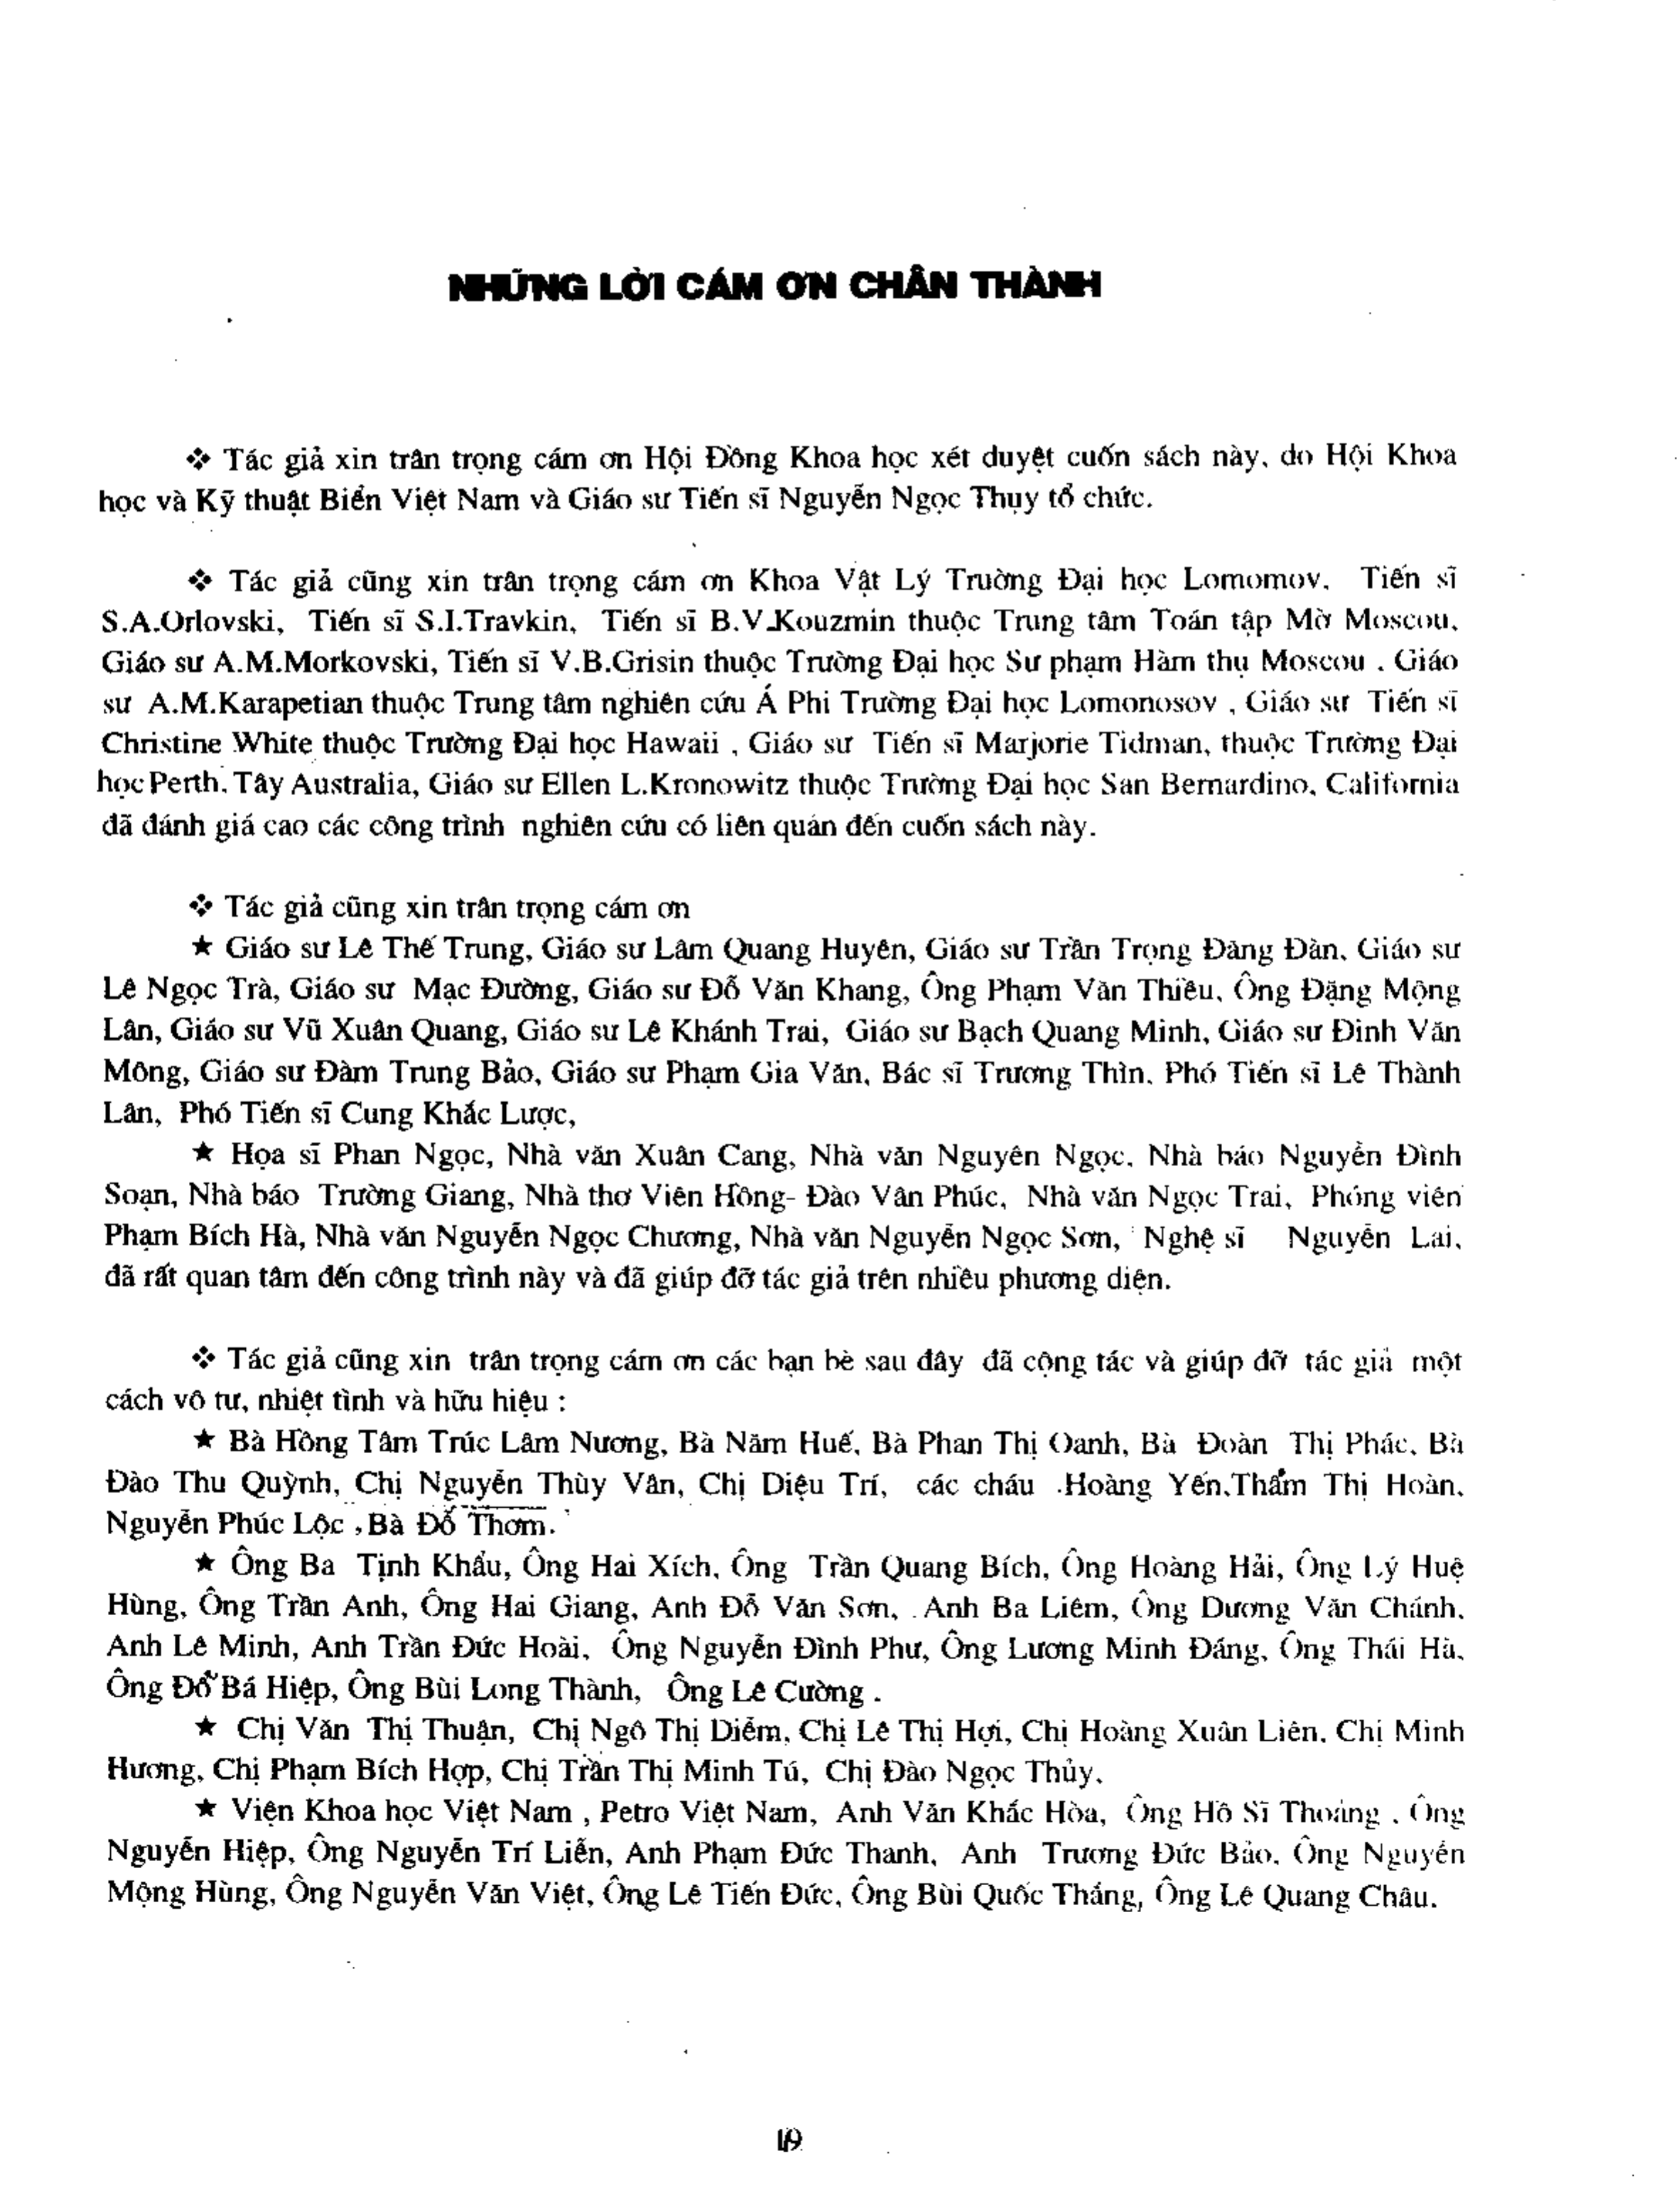 NHỮNG LỜI CÁM ƠN CHÂN THÀNH
❖ Tác giả xin trân trọng cám ơn Hội Đồng Khoa học xét duyệt cuốn sách này, do Hội Khoa
học và Kỹ thuật Biển Việt Nam và Giáo sư Tiến sĩ Nguyễn Ngọc Thụy tổ chức.
❖ Tác giả cũng xin trân trọng cám ơn Khoa Vật Lý Trường Đại học Lomomov, Tiến sĩ
S.A.Orlovski, Tiến sĩ S.I.Travkin, Tiến sĩ B.V.Kouzmin thuộc Trung tâm Toán tập Mờ Moscou,
Giáo sư A.M.Morkovski, Tiến sĩ V.B.Grisin thuộc Trường Đại học Sư phạm Hàm thụ Moscou , Giáo
sư A.M.Karapetian thuộc Trung tâm nghiên cứu Á Phi Trường Đại học Lomonosov , Giáo sư Tiến sĩ
Christine White thuộc Trường Đại học Hawaii , Giáo sư Tiến sĩ Marjorie Tidman, thuộc Trường Đại
học Perth, Tây Australia, Giáo sư Ellen L.Kronowitz thuộc Trường Đại học San Bernardino, California
đã đánh giá cao các công trình nghiên cứu có liên quan đến cuốn sách này.
❖ Tác giả cũng xin trân trọng cám ơn
★ Giáo sư Lê Thế Trung, Giáo sư Lâm Quang Huyên, Giáo sư Trần Trọng Đăng Đàn, Giáo sư
Lê Ngọc Trà, Giáo sư Mạc Đường, Giáo sư Đỗ Văn Khang, Ông Phạm Văn Thiều, Ông Đặng Mộng
Lân, Giáo sư Vũ Xuân Quang, Giáo sư Lê Khánh Trai, Giáo sư Bạch Quang Minh, Giáo sư Đinh Văn
Mông, Giáo sư Đàm Trung Bảo, Giáo sư Phạm Gia Văn, Bác sĩ Trương Thìn, Phó Tiến sĩ Lê Thành
Lân, Phó Tiến sĩ Cung Khắc Lược,
★ Họa sĩ Phan Ngọc, Nhà văn Xuân Cang, Nhà văn Nguyên Ngọc, Nhà báo Nguyễn Đình
Soạn, Nhà báo Trường Giang, Nhà thơ Viên Hồng- Đào Vân Phúc, Nhà văn Ngọc Trai, Phóng viên
Phạm Bích Hà, Nhà văn Nguyễn Ngọc Chương, Nhà văn Nguyễn Ngọc Sơn, Nghệ sĩ Nguyễn Lai,
đã rất quan tâm đến công trình này và đã giúp đỡ tác giả trên nhiều phương diện.
❖ Tác giả cũng xin trân trọng cám ơn các bạn bè sau đây đã cộng tác và giúp đỡ tác giả một
cách vô tư, nhiệt tình và hữu hiệu :
★ Bà Hồng Tâm Trúc Lâm Nương, Bà Năm Huế, Bà Phan Thị Oanh, Bà Đoàn Thị Phác, Bà
Đào Thu Quỳnh, Chị Nguyễn Thùy Vân, Chị Diệu Trí, các cháu Hoàng Yến,Thẩm Thị Hoàn,
Nguyễn Phúc Lộc , Bà Đỗ Thơm.
★ Ông Ba Tịnh Khẩu, Ông Hai Xích, Ông Trần Quang Bích, Ông Hoàng Hải, Ông Lý Huệ
Hùng, Ông Trần Anh, Ông Hai Giang, Anh Đỗ Văn Sơn, Anh Ba Liêm, Ông Dương Văn Chánh,
Anh Lê Minh, Anh Trần Đức Hoài, Ông Nguyễn Đình Phư, Ông Lương Minh Đáng, Ông Thái Hà,
Ông Đỗ Bá Hiệp, Ông Bùi Long Thành, Ông Lê Cường .
★ Chị Văn Thị Thuận, Chị Ngô Thị Diễm, Chị Lê Thị Hợi, Chị Hoàng Xuân Liên, Chị Minh
Hương, Chị Phạm Bích Hợp, Chị Trần Thị Minh Tú, Chị Đào Ngọc Thủy,
★ Viện Khoa học Việt Nam , Petro Việt Nam, Anh Văn Khắc Hòa, Ông Hồ Sĩ Thoảng , Ông
Nguyễn Hiệp, Ông Nguyễn Trí Liễn, Anh Phạm Đức Thanh, Anh Trương Đức Bảo, Ông Nguyễn
Mộng Hùng, Ông Nguyễn Văn Việt, Ông Lê Tiến Đức, Ông Bùi Quốc Thắng, Ông Lê Quang Châu.